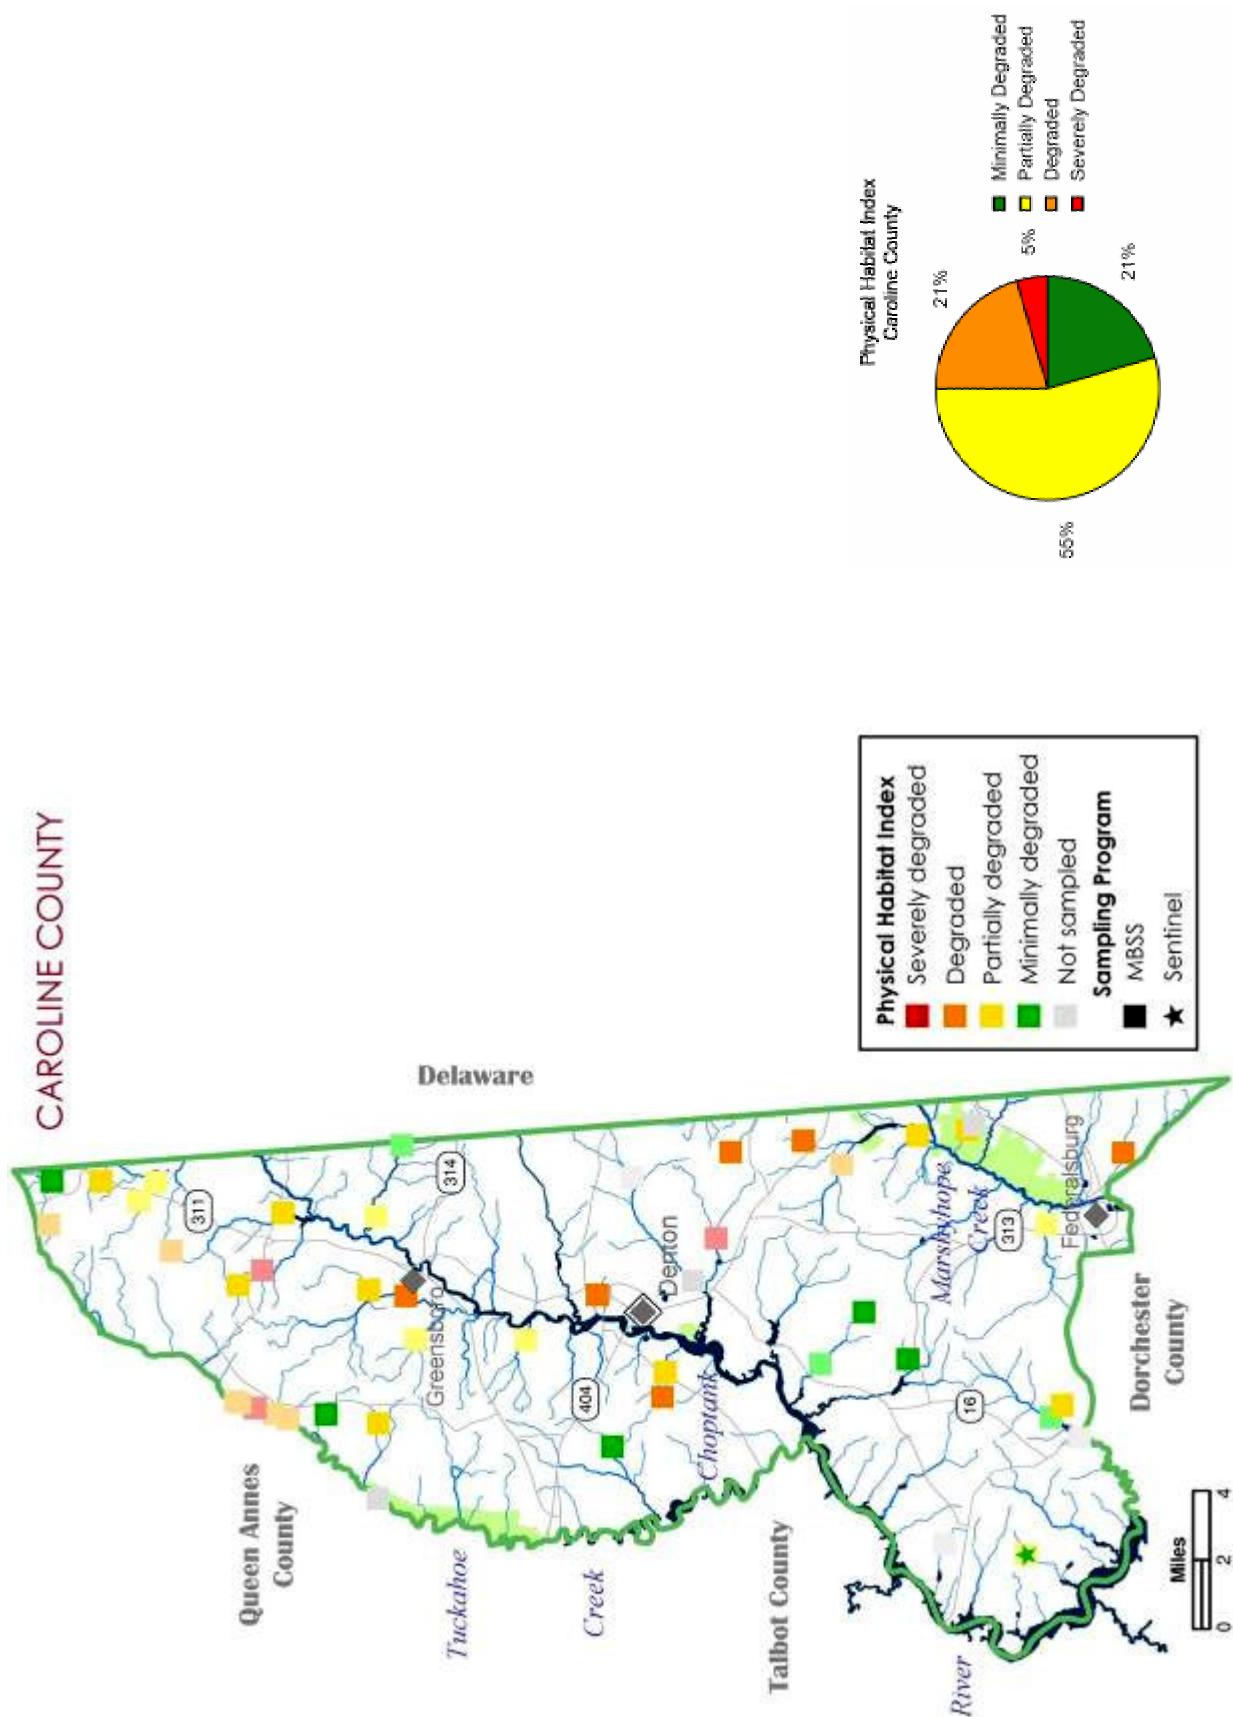 CAROLINE COUNTY
Queen Annes
County
Delaware
311
314
Greensboro
Tuckahoe
Creek
404
Denton
Choptank
Talbot County
River
Marshyhope
Creek
313
Federalsburg
16
Dorchester
County
Miles
0 2 4
Physical Habitat Index
Severely degraded
Degraded
Partially degraded
Minimally degraded
Not sampled
Sampling Program
MBSS
Sentinel
Physical Habitat Index
Caroline County
21%
5%
21%
55%
Minimally Degraded
Partially Degraded
Degraded
Severely Degraded